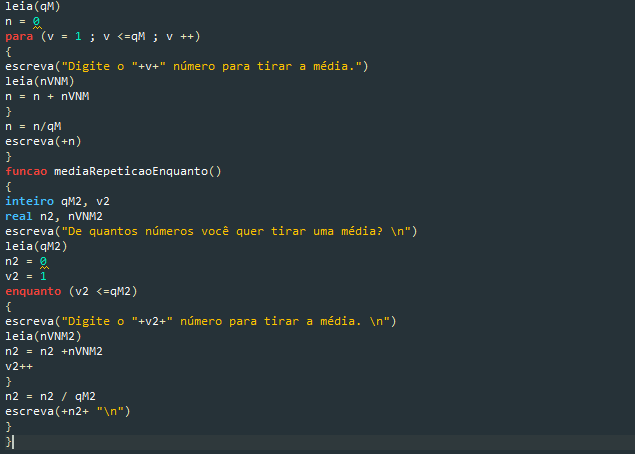 leia(qM)
n = 0
para (v = 1 ; v <=qM ; v ++)
{
escreva("Digite o "+v+" número para tirar a média.")
leia(nVNM)
n = n + nVNM
}
n = n/qM
escreva(+n)
}
funcao mediaRepeticaoEnquanto()
{
inteiro qM2, v2
real n2, nVNM2
escreva("De quantos números você quer tirar uma média? \n")
leia(qM2)
n2 = 0
v2 = 1
enquanto (v2 <=qM2)
{
escreva("Digite o "+v2+" número para tirar a média. \n")
leia(nVNM2)
n2 = n2 +nVNM2
v2++
}
n2 = n2 / qM2
escreva(+n2+ "\n")
}
}